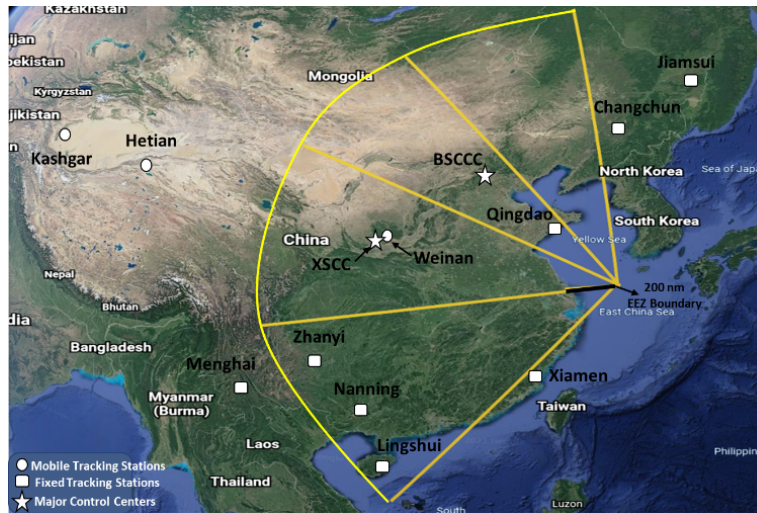 Kazakhstan
jian
bekistan
Kyrgyzstan
jikistan
Kashgar
Hetian
Mongolia
Jiamsui
Changchun
BSCCC
North Korea
Sea of Japa
Qingdao
South Korea
Yellow Sea
China
XSCC
Weinan
200 nm
EEZ Boundary
East China Sea
Nepal
Bhutan
dia
Bangladesh
Zhanyi
Menghai
Myanmar
(Burma)
Nanning
Xiamen
Taiwan
Laos
Lingshui
Philippin
Thailand
South
Luzon
Mobile Tracking Stations
Fixed Tracking Stations
Major Control Centers